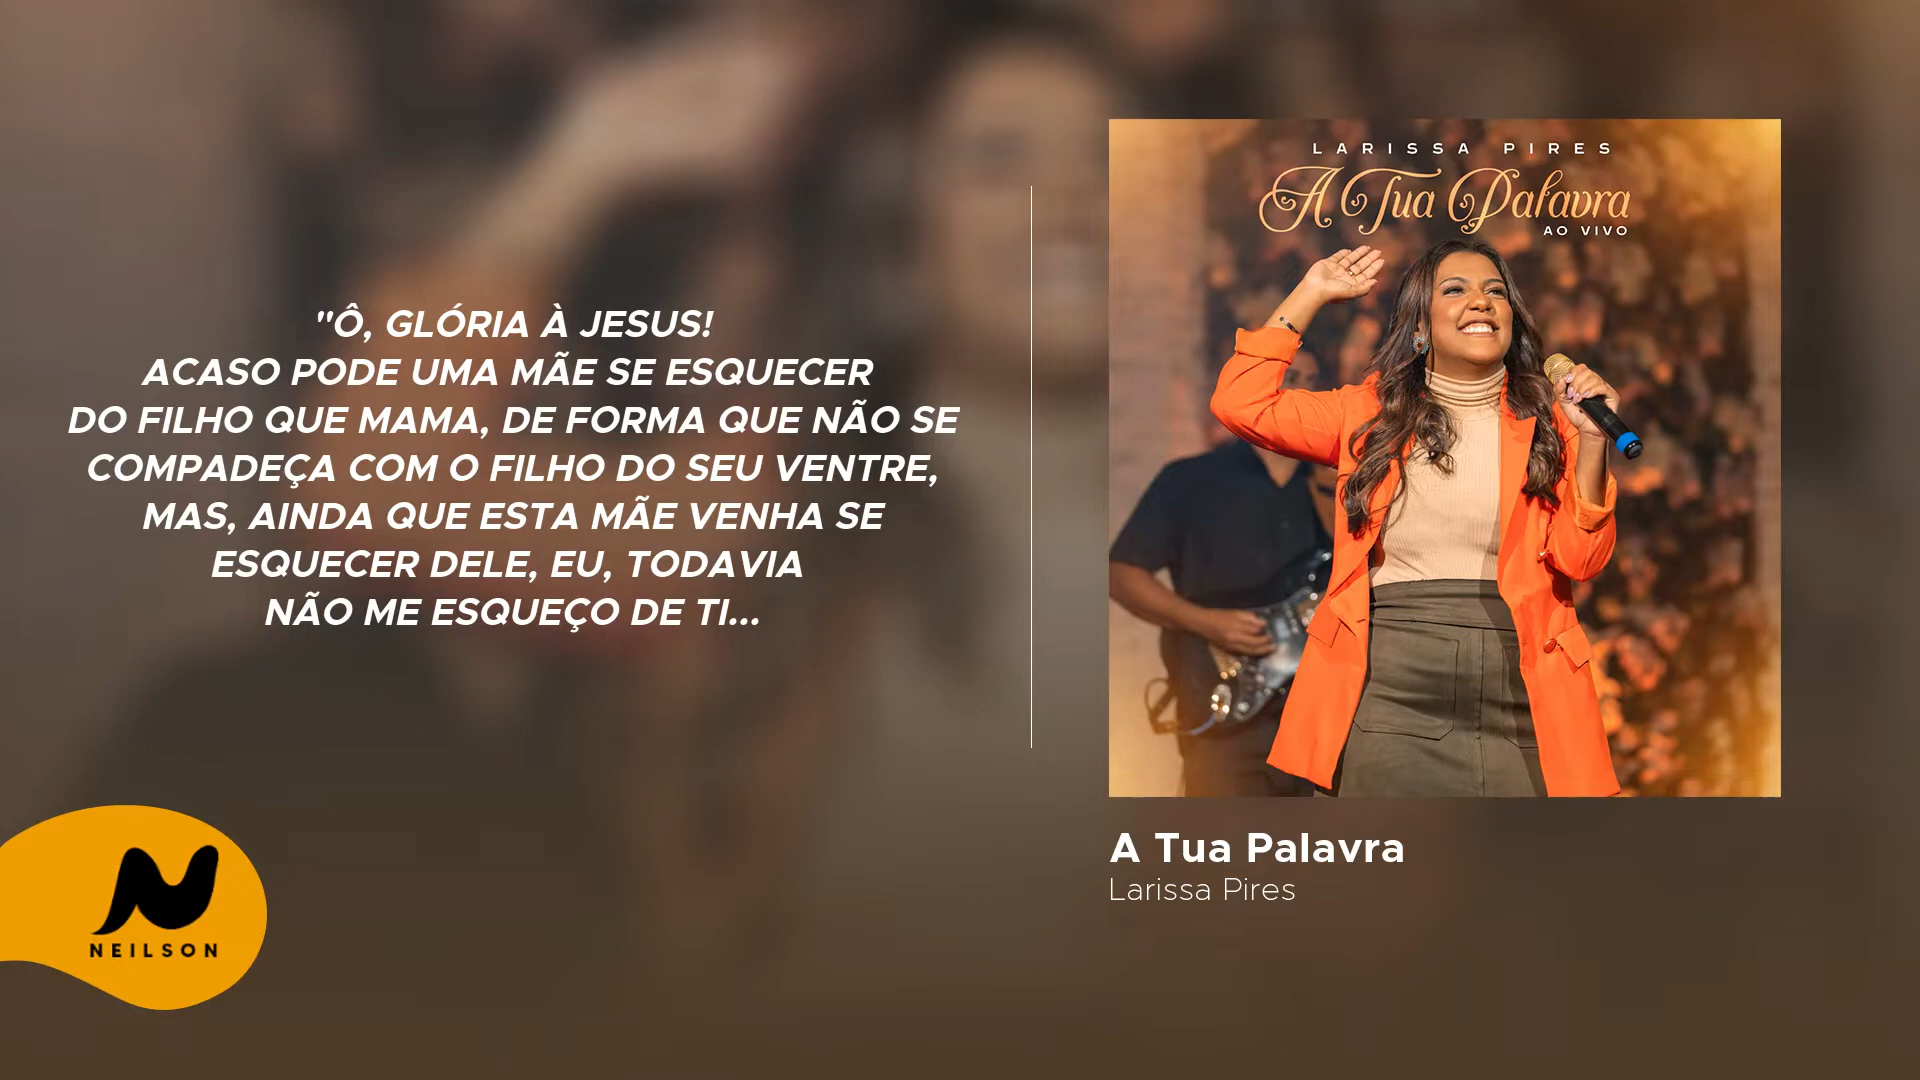 "Ô, GLÓRIA À JESUS!
ACASO PODE UMA MÃE SE ESQUECER
DO FILHO QUE MAMA, DE FORMA QUE NÃO SE
COMPADEÇA COM O FILHO DO SEU VENTRE,
MAS, AINDA QUE ESTA MÃE VENHA SE
ESQUECER DELE, EU, TODAVIA
NÃO ME ESQUEÇO DE TI...
NEILSON
LARISSA PIRES
A Tua Palavra
AO VIVO
A Tua Palavra
Larissa Pires